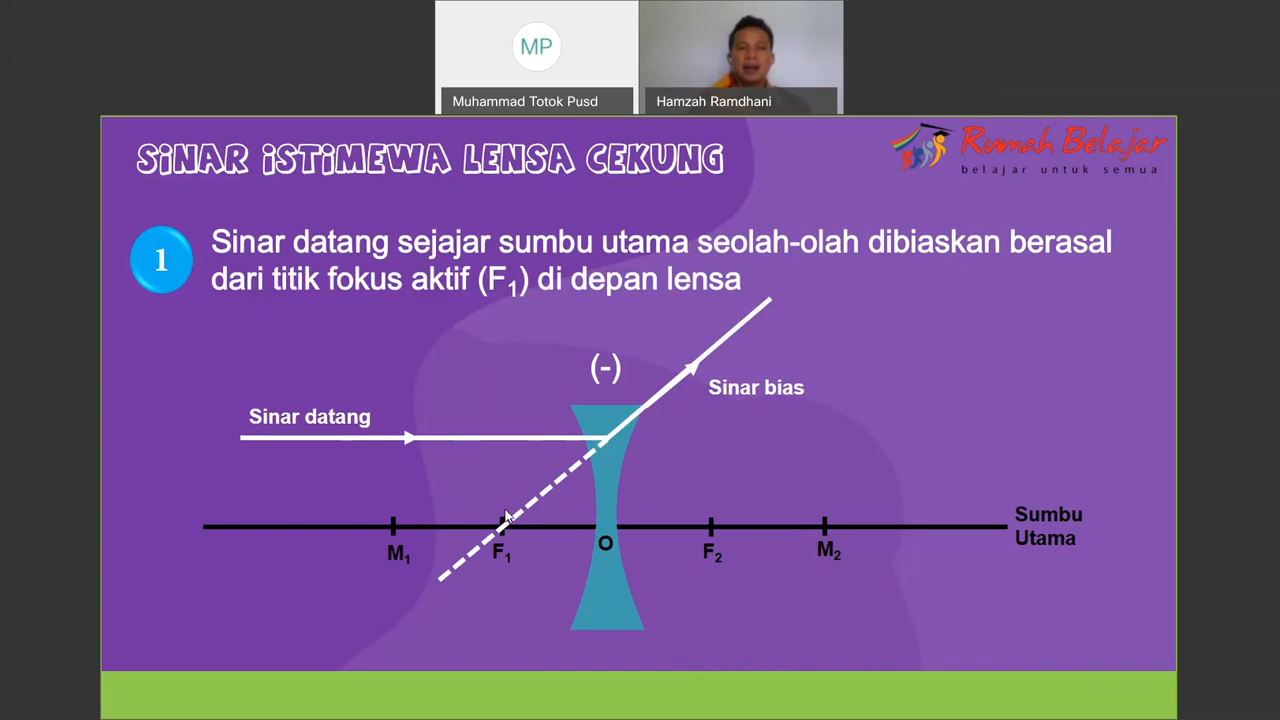 MP
Muhammad Totok Pusd
Hamzah Ramdhani
SINAR ISTIMEWA LENSA CEKUNG
Rumah Belajar
belajar untuk semua
1
Sinar datang sejajar sumbu utama seolah-olah dibiaskan berasal
dari titik fokus aktif (F₁) di depan lensa
(-)
Sinar bias
Sinar datang
Sumbu
Utama
M₁
F₁
O
F₂
M₂